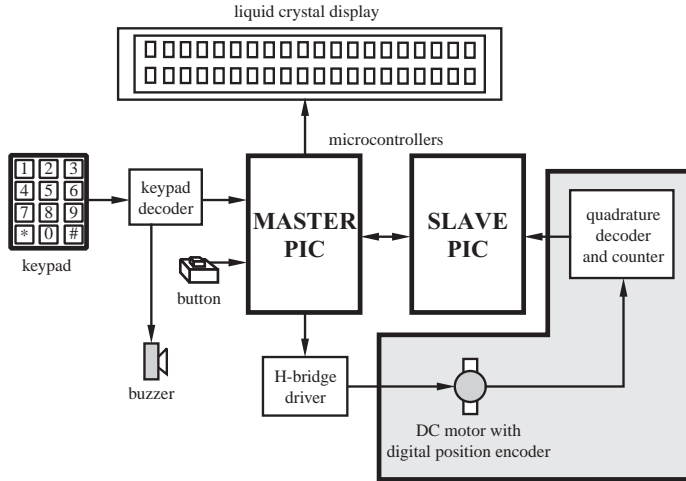 liquid crystal display
microcontrollers
1 2 3
4 5 6
7 8 9
* 0 #
keypad
keypad
decoder
MASTER
PIC
SLAVE
PIC
quadrature
decoder
and counter
button
buzzer
H-bridge
driver
DC motor with
digital position encoder